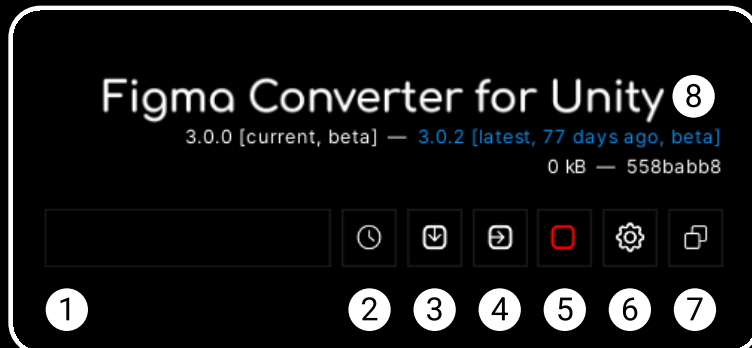 Figma Converter for Unity 8
3.0.0 [current, beta] — 3.0.2 [latest, 77 days ago, beta]
0 kB — 558babb8
1 2 3 4 5 6 7